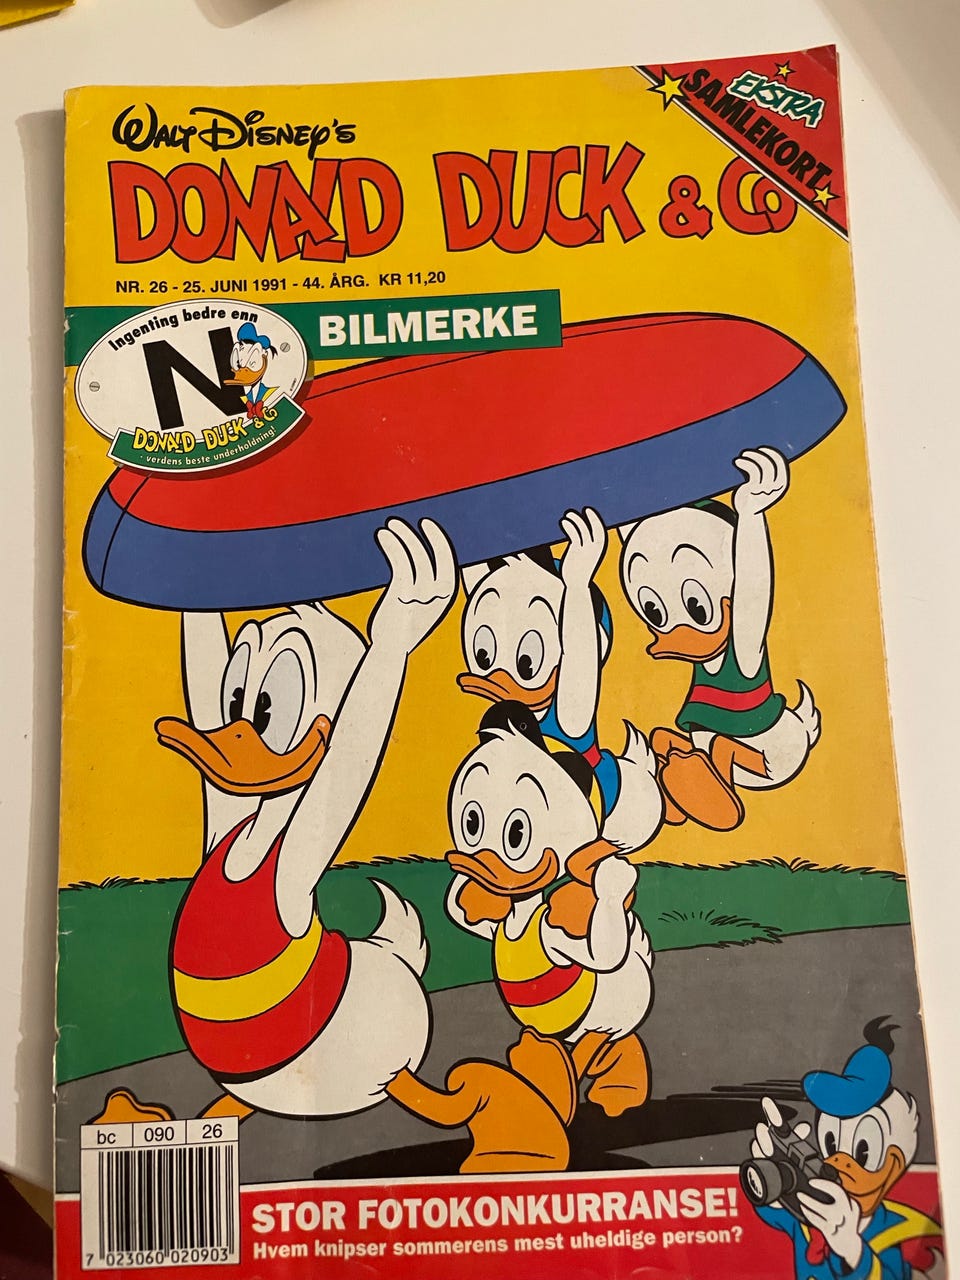 WALT DISNEY'S
DONALD DUCK & CO
EKSTRA
SAMLEKORT
NR. 26 - 25. JUNI 1991 - 44. ÅRG. KR 11,20
Ingenting bedre enn
N
DONALD DUCK & CO
- verdens beste underholdning!
BILMERKE
bc 090 26
7 023060 020903
STOR FOTOKONKURRANSE!
Hvem knipser sommerens mest uheldige person?